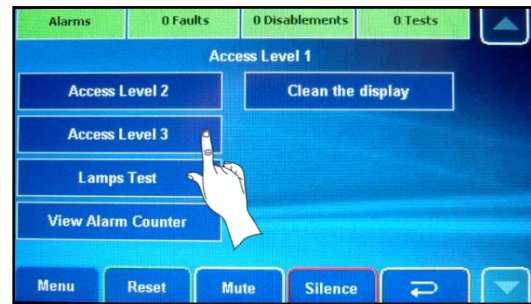 Alarms 0 Faults 0 Disablements 0 Tests
Access Level 1
Access Level 2 Clean the display
Access Level 3
Lamps Test
View Alarm Counter
Menu Reset Mute Silence